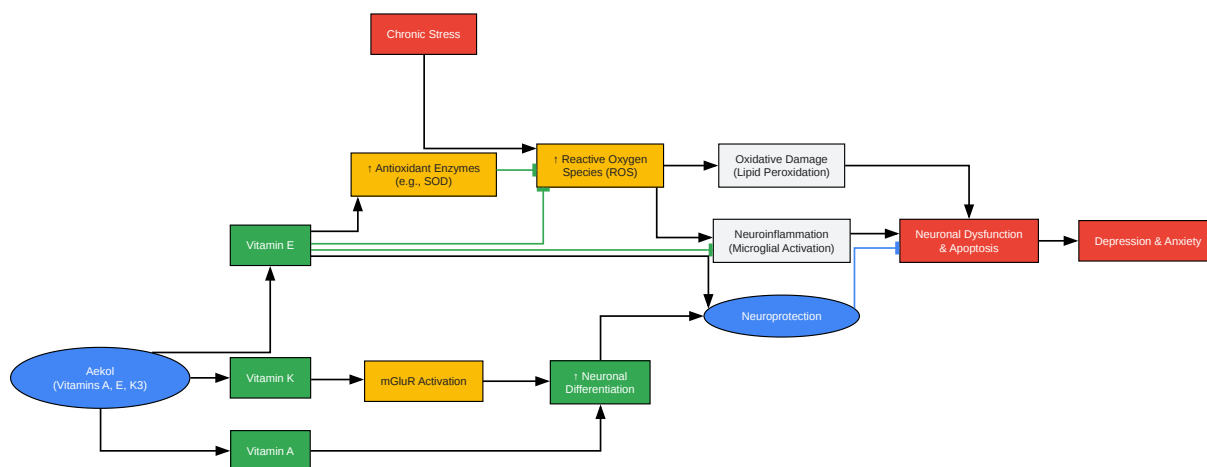 Chronic Stress
↑ Antioxidant Enzymes
(e.g., SOD)
↑ Reactive Oxygen
Species (ROS)
Oxidative Damage
(Lipid Peroxidation)
Vitamin E
Neuroinflammation
(Microglial Activation)
Neuronal Dysfunction
& Apoptosis
Depression & Anxiety
Neuroprotection
Aekol
(Vitamins A, E, K3)
Vitamin K
mGluR Activation
↑ Neuronal
Differentiation
Vitamin A